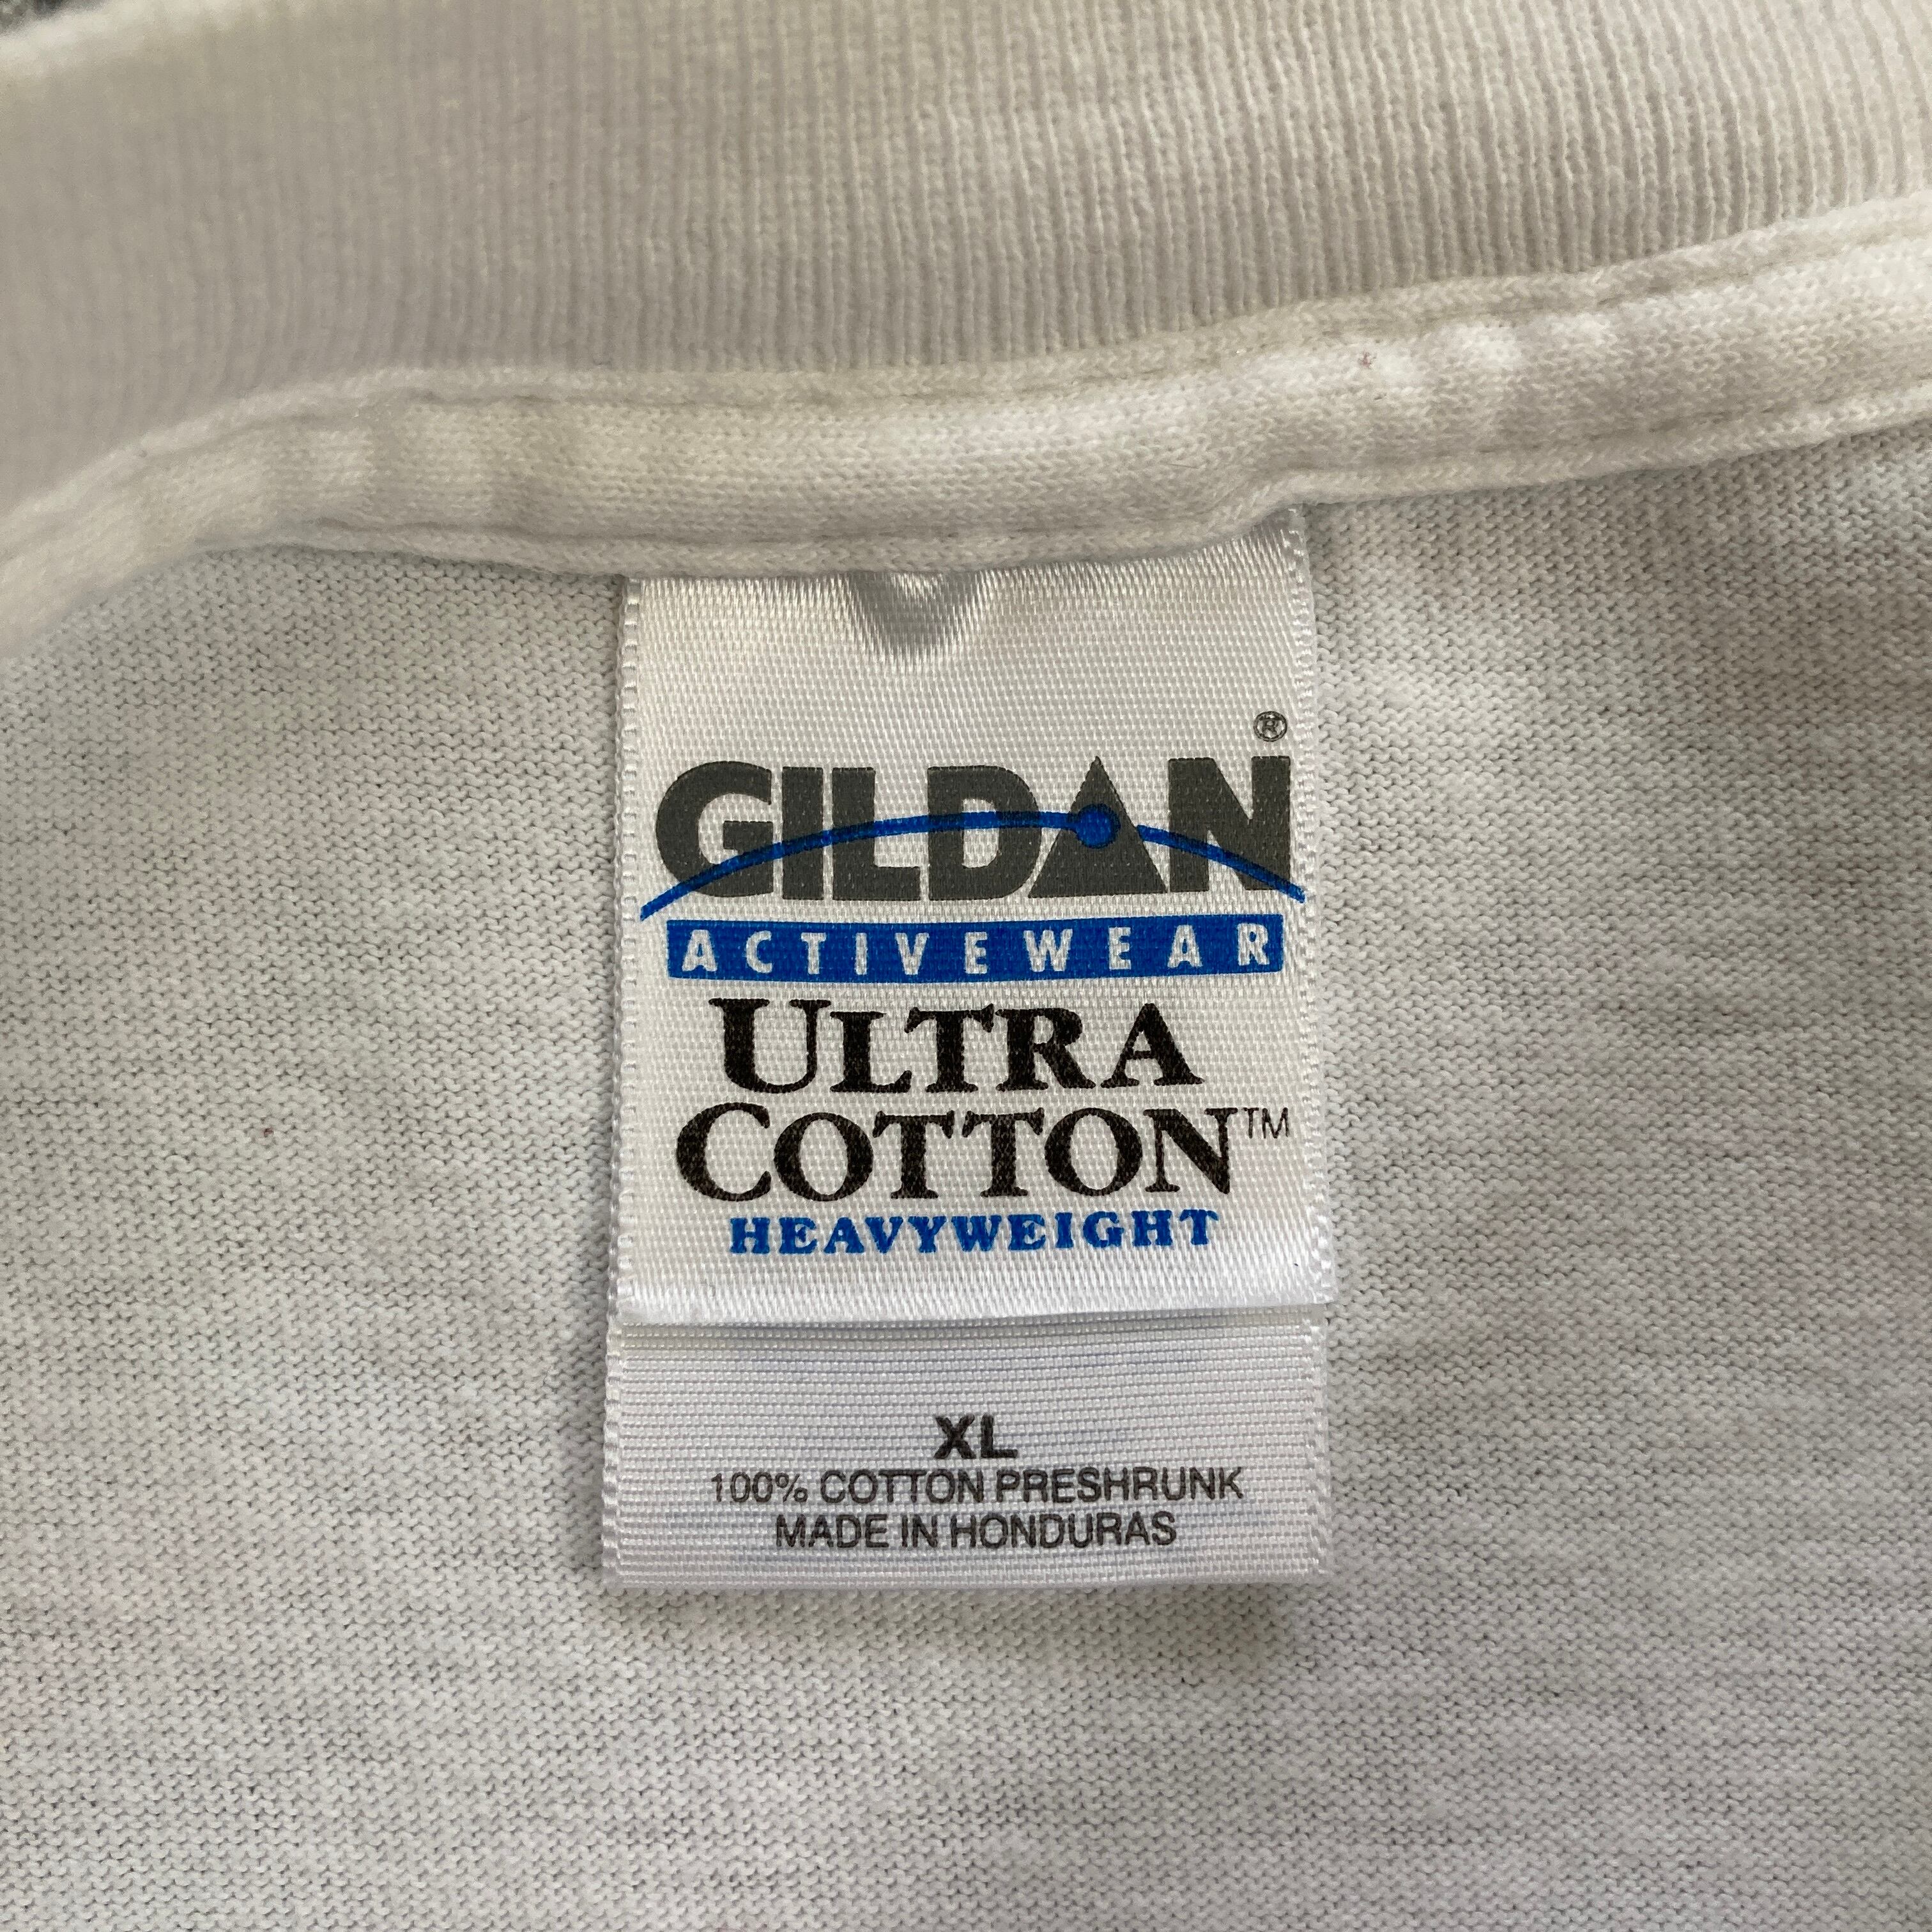 GILDAN®
ACTIVEWEAR
ULTRA
COTTON™
HEAVYWEIGHT
XL
100% COTTON PRESHRUNK
MADE IN HONDURAS